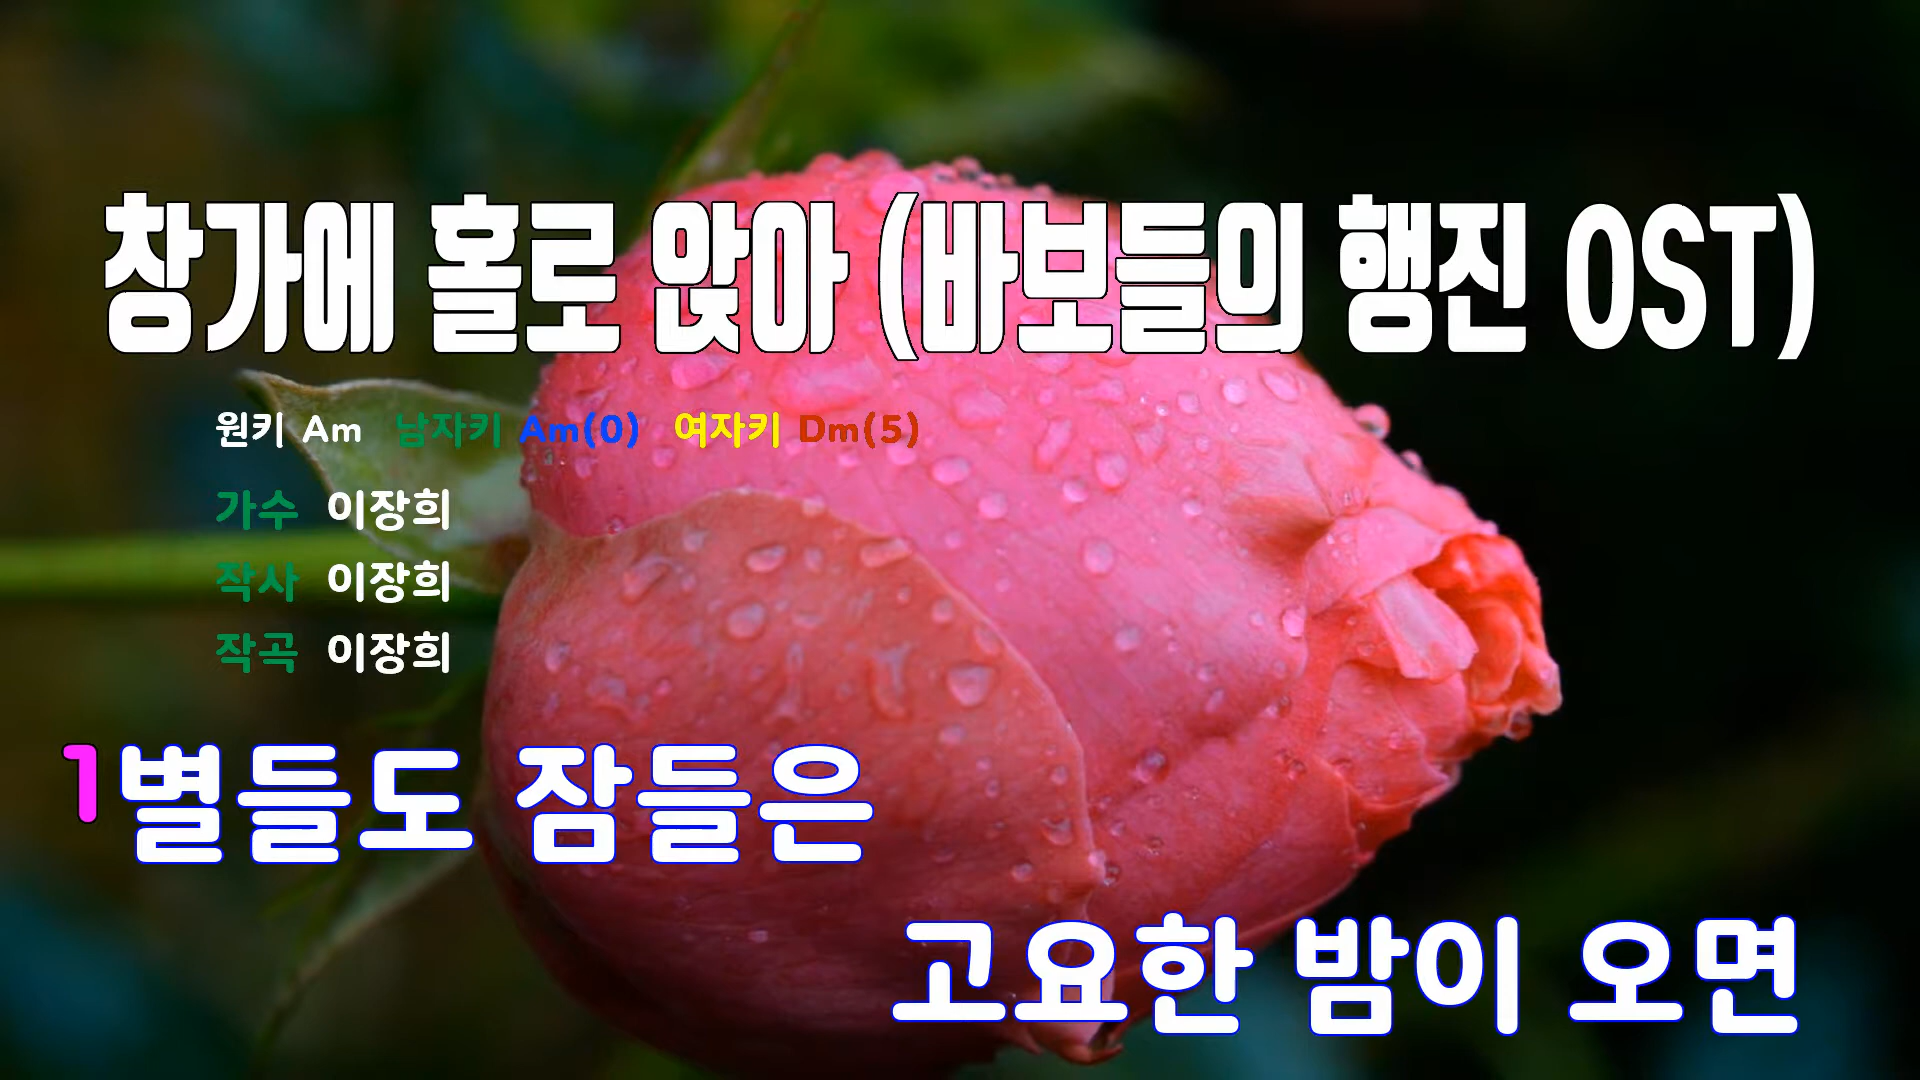 창가에 홀로 앉아 (바보들의 행진 OST)
원키 Am 남자키 Am(0) 여자키 Dm(5)
가수 이장희
작사 이장희
작곡 이장희
1별들도 잠들은
고요한 밤이 오면